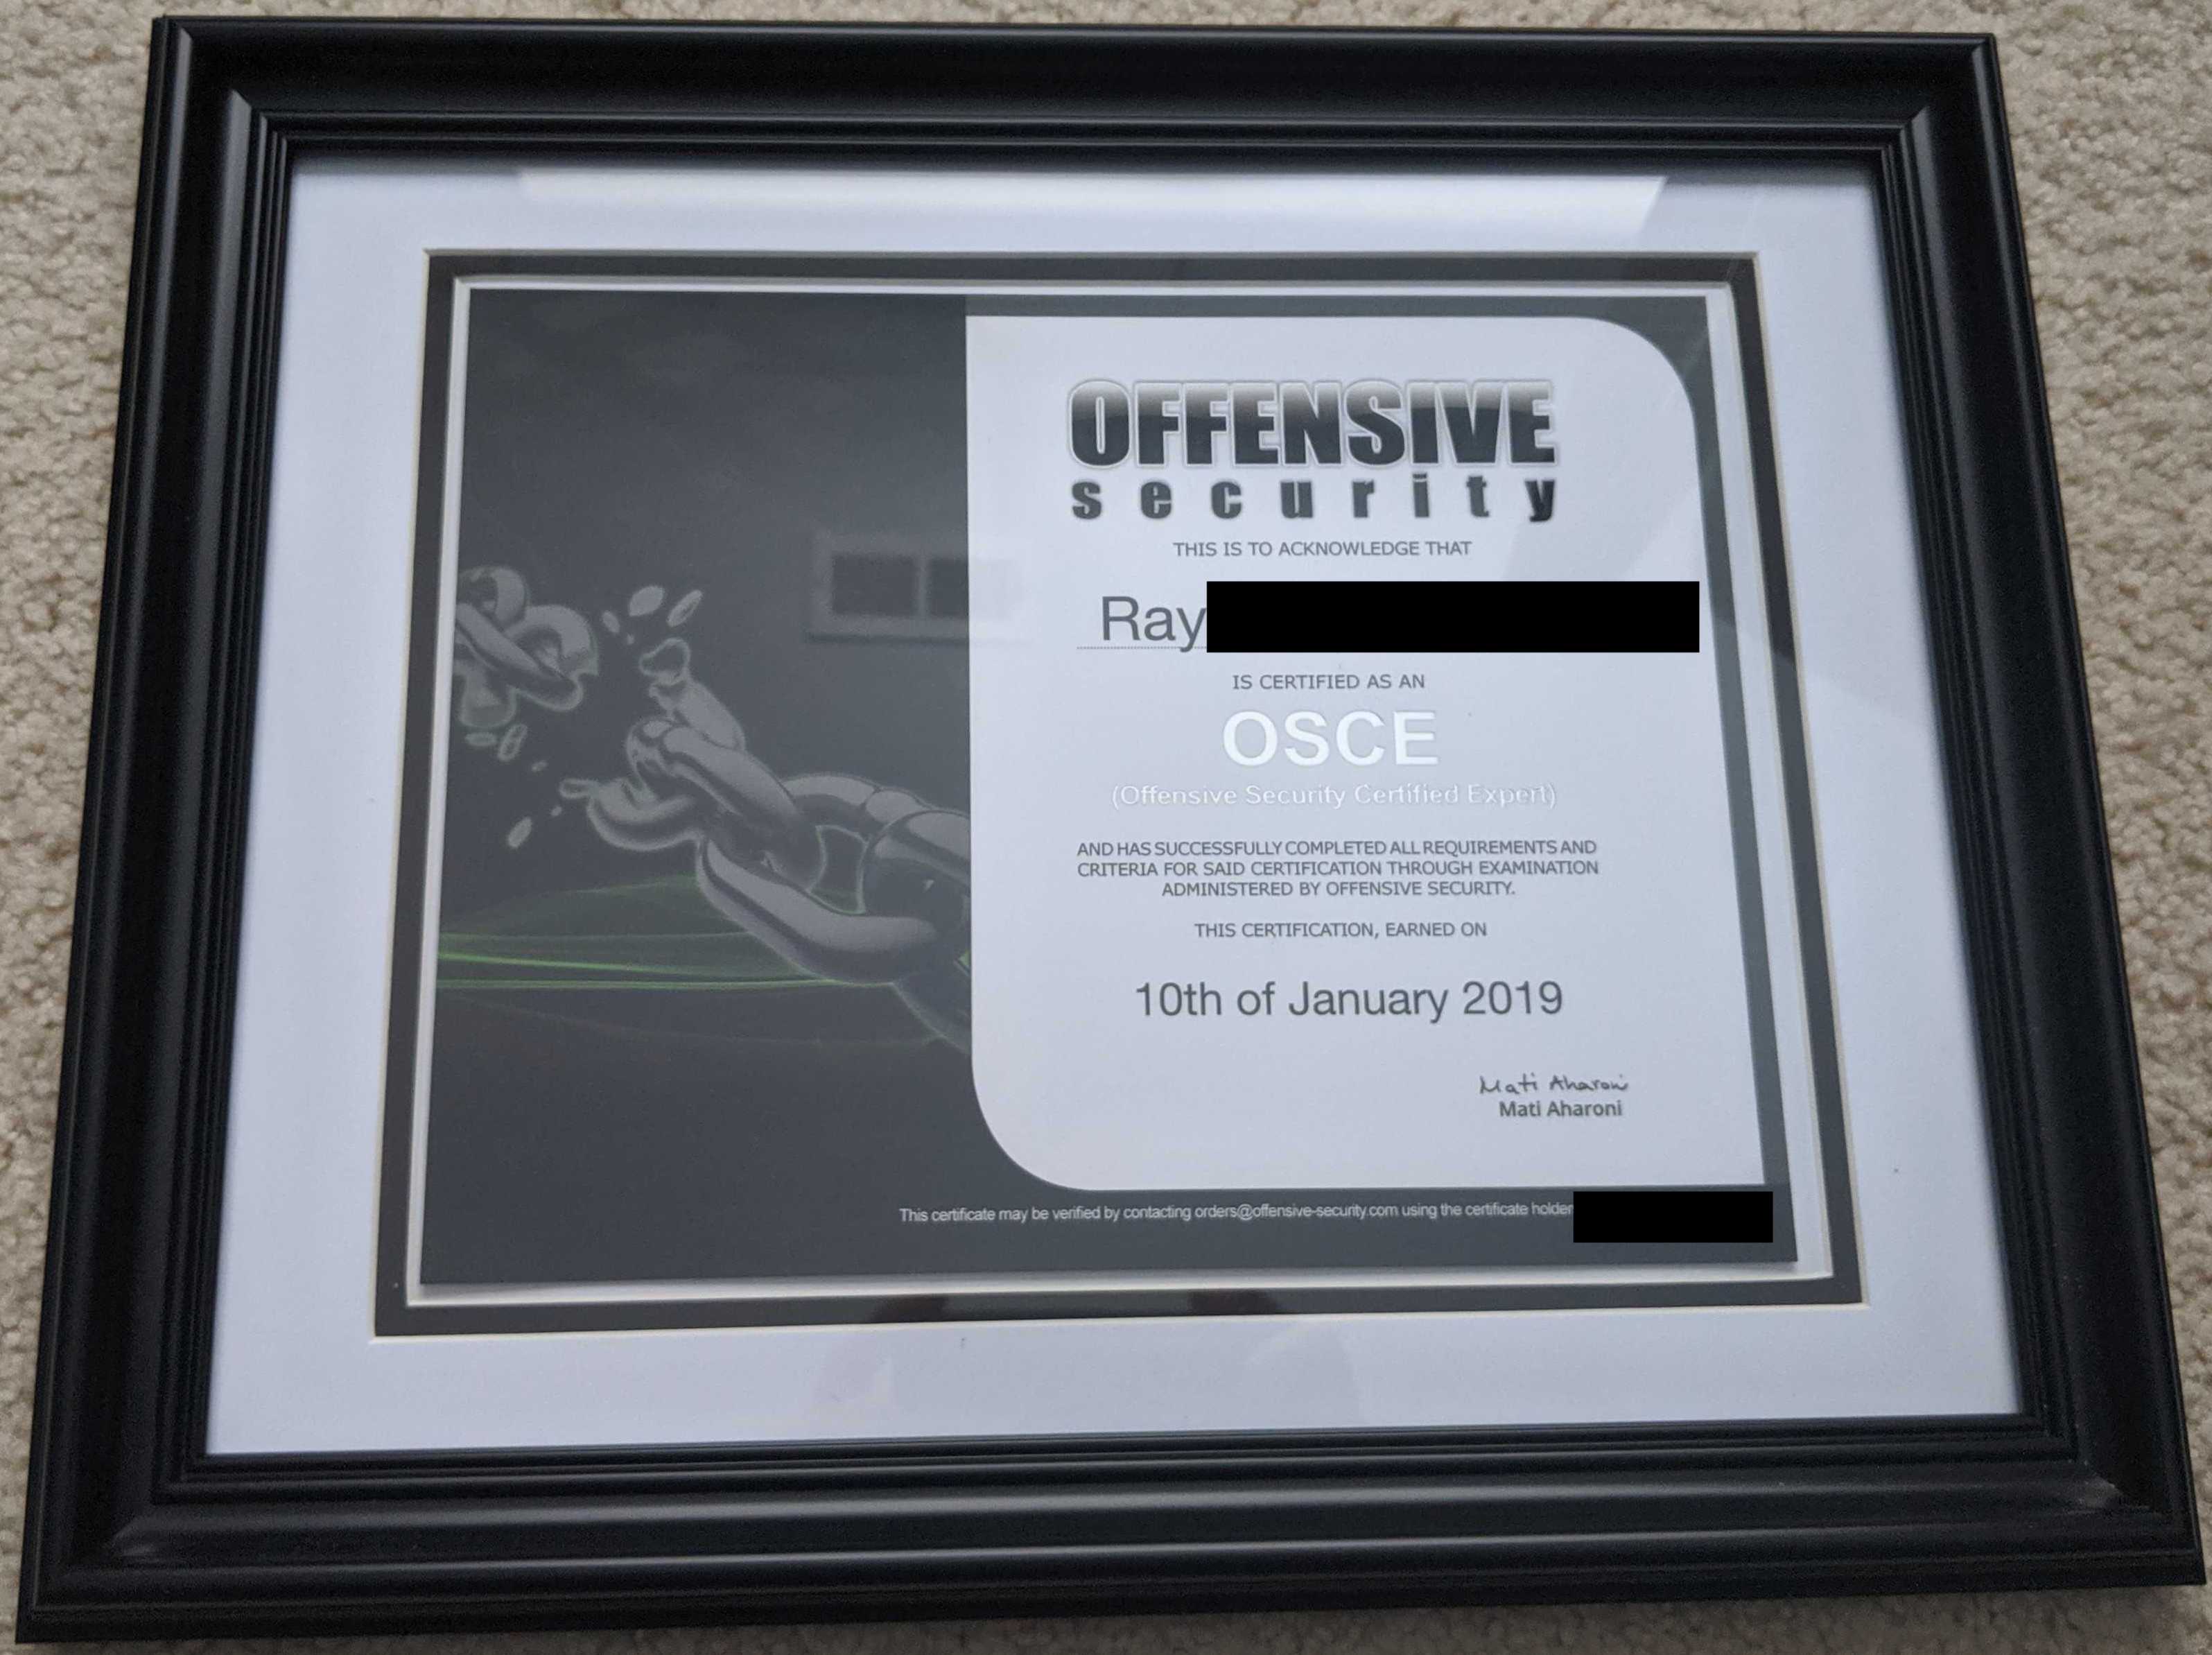 OFFENSIVE
security
THIS IS TO ACKNOWLEDGE THAT
Ray
IS CERTIFIED AS AN
OSCE
(Offensive Security Certified Expert)
AND HAS SUCCESSFULLY COMPLETED ALL REQUIREMENTS AND
CRITERIA FOR SAID CERTIFICATION THROUGH EXAMINATION
ADMINISTERED BY OFFENSIVE SECURITY.
THIS CERTIFICATION, EARNED ON
10th of January 2019
Mati Aharoni
Mati Aharoni
This certificate may be verified by contacting orders@offensive-security.com using the certificate holder